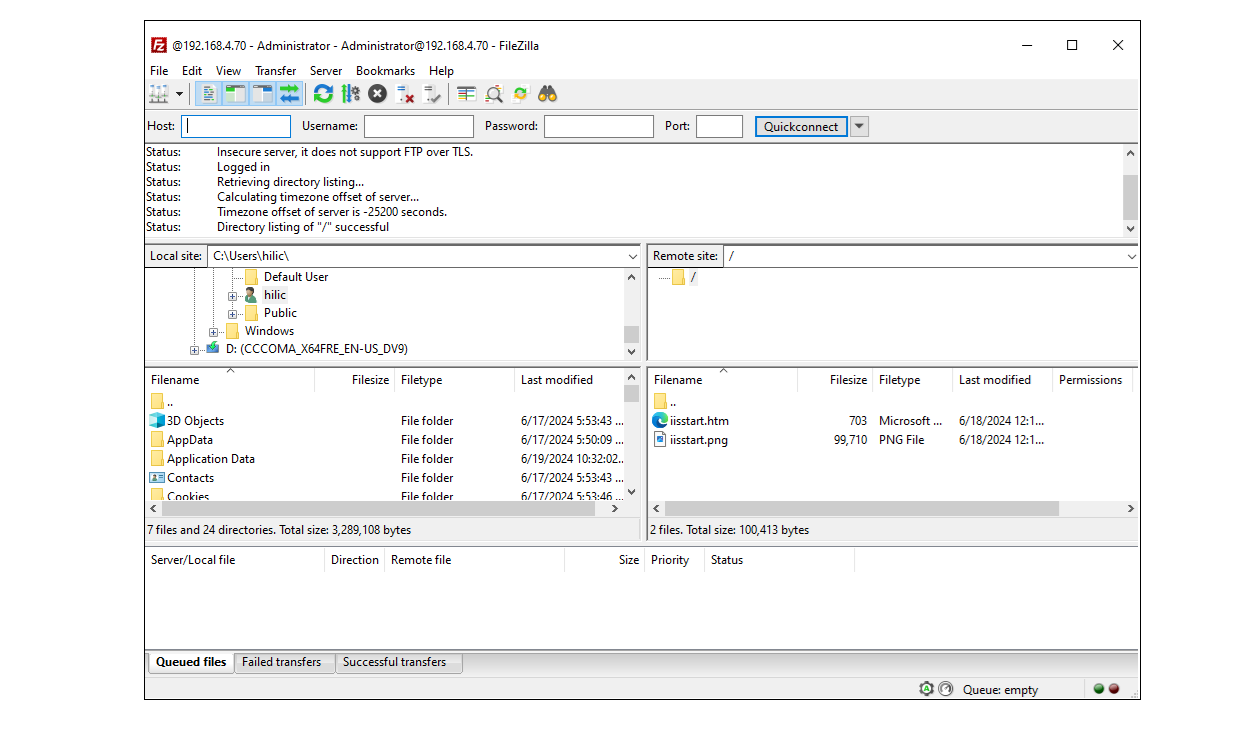 @192.168.4.70 - Administrator - Administrator@192.168.4.70 - FileZilla
File Edit View Transfer Server Bookmarks Help
Host: Username: Password: Port: Quickconnect
Status: Insecure server, it does not support FTP over TLS.
Status: Logged in
Status: Retrieving directory listing...
Status: Calculating timezone offset of server...
Status: Timezone offset of server is -25200 seconds.
Status: Directory listing of "/" successful
Local site: C:\Users\hilic\
Default User
hilic
Public
Windows
D: (CCCOMA_X64FRE_EN-US_DV9)
Remote site: /
/
Filename Filesize Filetype Last modified
..
3D Objects File folder 6/17/2024 5:53:43 ...
AppData File folder 6/17/2024 5:50:09 ...
Application Data File folder 6/19/2024 10:32:02...
Contacts File folder 6/17/2024 5:53:43 ...
Cookies File folder 6/17/2024 5:53:46 ...
7 files and 24 directories. Total size: 3,289,108 bytes
Filename Filesize Filetype Last modified Permissions
..
iisstart.htm 703 Microsoft ... 6/18/2024 12:1...
iisstart.png 99,710 PNG File 6/18/2024 12:1...
2 files. Total size: 100,413 bytes
Server/Local file Direction Remote file Size Priority Status
Queued files Failed transfers Successful transfers
Queue: empty